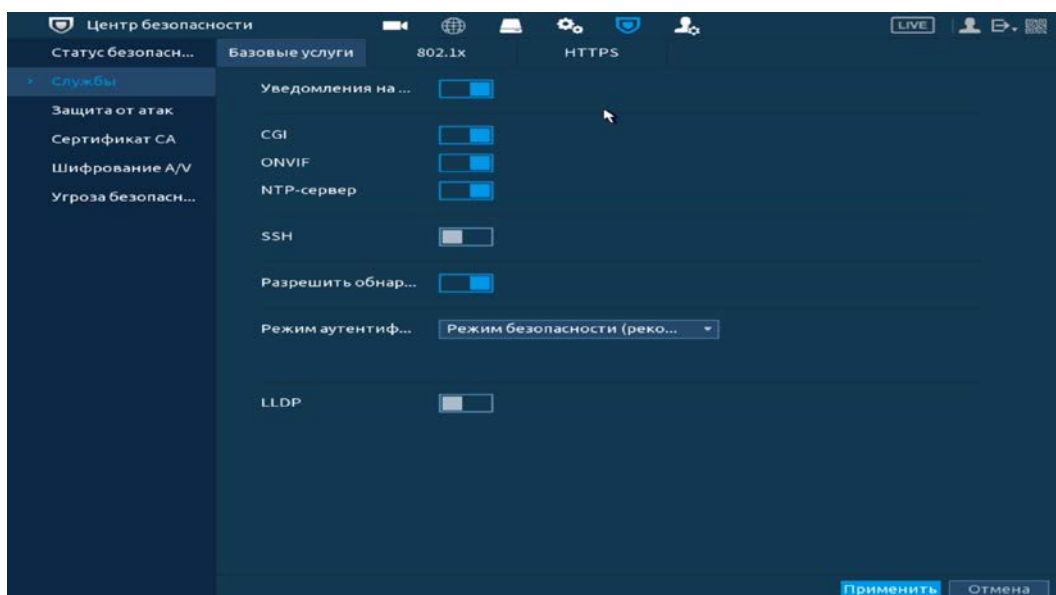 Центр безопасности
LIVE
Статус безопасн...
Базовые услуги
802.1x
HTTPS
Службы
Защита от атак
Сертификат CA
Шифрование A/V
Угроза безопасн...
Уведомления на ...
CGI
ONVIF
NTP-сервер
SSH
Разрешить обнар...
Режим аутентиф...
Режим безопасности (реко...
LLDP
Применить
Отмена